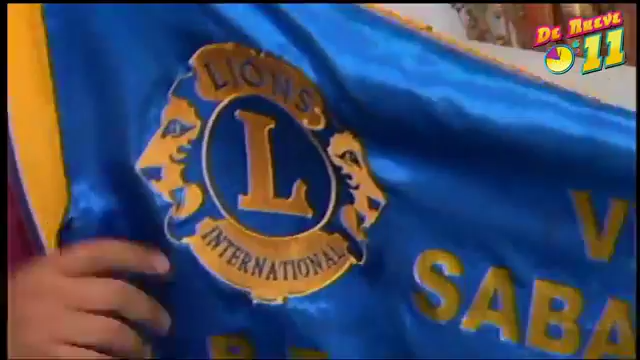 De Nueve
a 11
LIONS
L
INTERNATIONAL
V
SABA